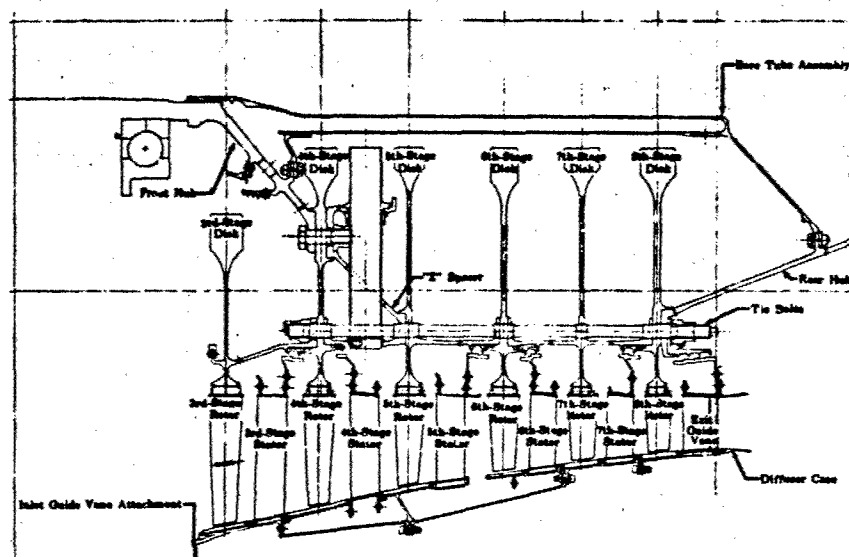 Bore Tube Assembly
4th-Stage
Disk
5th-Stage
Disk
6th-Stage
Disk
7th-Stage
Disk
8th-Stage
Disk
Front Hub
3rd-Stage
Disk
"Z" Spacer
Rear Hub
Tie Bolts
3rd-Stage
Rotor
3rd-Stage
Stator
4th-Stage
Rotor
4th-Stage
Stator
5th-Stage
Rotor
5th-Stage
Stator
6th-Stage
Rotor
6th-Stage
Stator
7th-Stage
Rotor
7th-Stage
Stator
8th-Stage
Rotor
Exit
Guide
Vane
Diffuser Case
Inlet Guide Vane Attachment